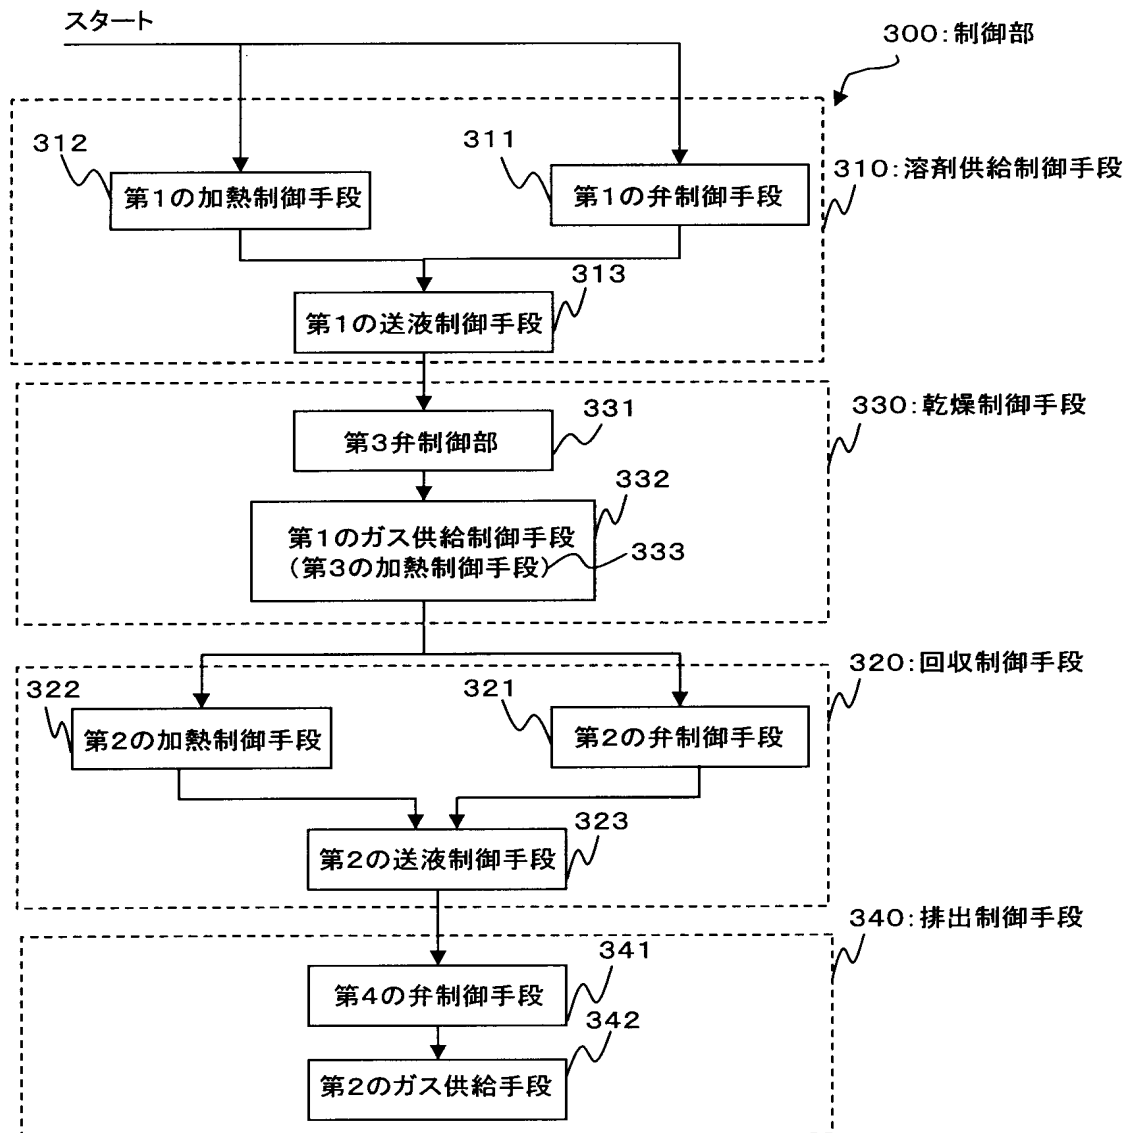 スタート
300:制御部
312
311
310:溶剤供給制御手段
第1の加熱制御手段
第1の弁制御手段
313
第1の送液制御手段
331
330:乾燥制御手段
第3弁制御部
332
第1のガス供給制御手段
(第3の加熱制御手段)
333
320:回収制御手段
322
321
第2の加熱制御手段
第2の弁制御手段
323
第2の送液制御手段
340:排出制御手段
341
第4の弁制御手段
342
第2のガス供給手段